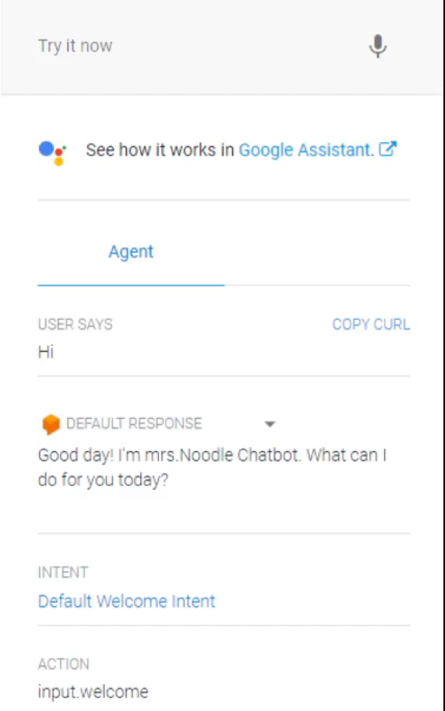 Try it now
See how it works in Google Assistant.
Agent
USER SAYS COPY CURL
Hi
DEFAULT RESPONSE
Good day! I'm mrs.Noodle Chatbot. What can I
do for you today?
INTENT
Default Welcome Intent
ACTION
input.welcome